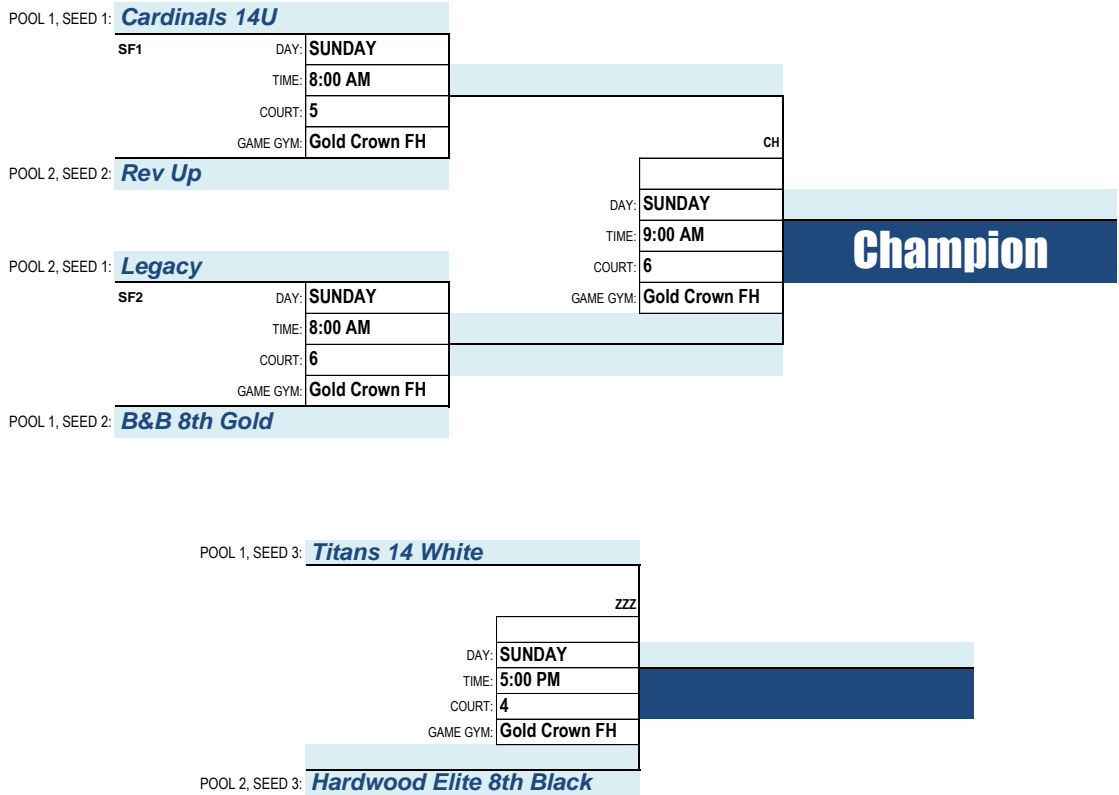 POOL 1, SEED 1: Cardinals 14U
SF1 DAY: SUNDAY
TIME: 8:00 AM
COURT: 5
GAME GYM: Gold Crown FH
CH
POOL 2, SEED 2: Rev Up
DAY: SUNDAY
TIME: 9:00 AM
Champion
POOL 2, SEED 1: Legacy
COURT: 6
SF2 DAY: SUNDAY
GAME GYM: Gold Crown FH
TIME: 8:00 AM
COURT: 6
GAME GYM: Gold Crown FH
POOL 1, SEED 2: B&B 8th Gold
POOL 1, SEED 3: Titans 14 White
ZZZ
DAY: SUNDAY
TIME: 5:00 PM
COURT: 4
GAME GYM: Gold Crown FH
POOL 2, SEED 3: Hardwood Elite 8th Black